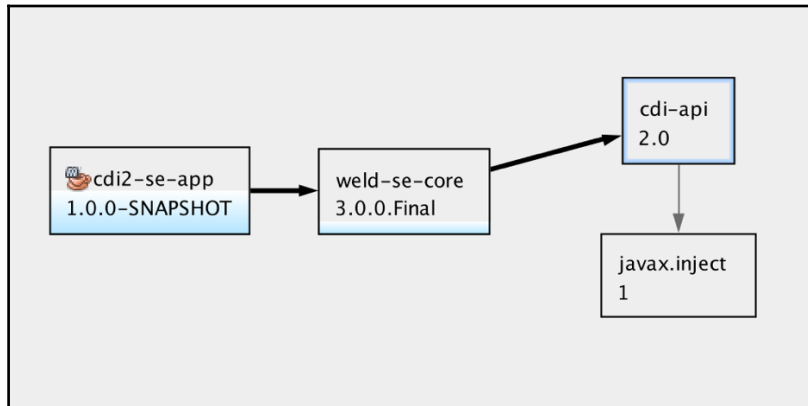 cdi2-se-app
1.0.0-SNAPSHOT
weld-se-core
3.0.0.Final
cdi-api
2.0
javax.inject
1